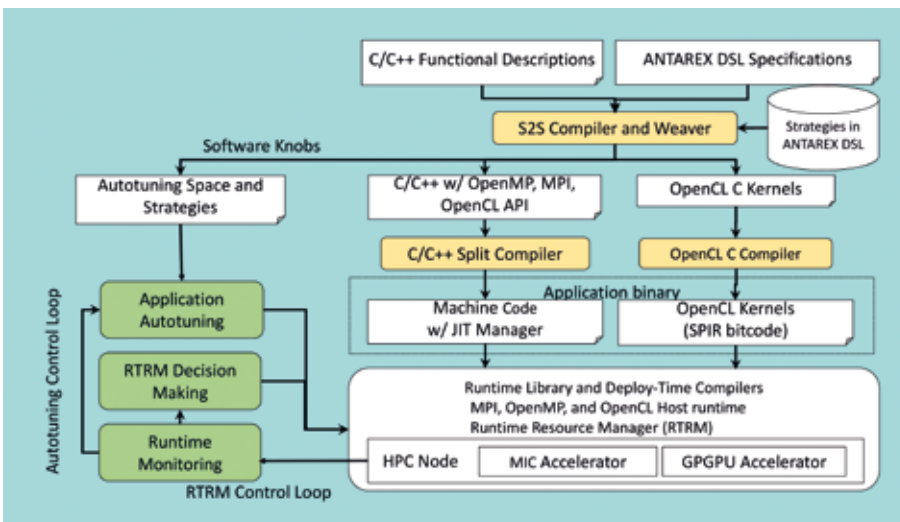 C/C++ Functional Descriptions
ANTAREX DSL Specifications
S2S Compiler and Weaver
Strategies in
ANTAREX DSL
Software Knobs
Autotuning Space and
Strategies
C/C++ w/ OpenMP, MPI,
OpenCL API
OpenCL C Kernels
C/C++ Split Compiler
OpenCL C Compiler
Application binary
Application
Autotuning
Machine Code
w/ JIT Manager
OpenCL Kernels
(SPIR bitcode)
Autotuning Control Loop
RTRM Decision
Making
Runtime Library and Deploy-Time Compilers
MPI, OpenMP, and OpenCL Host runtime
Runtime Resource Manager (RTRM)
Runtime
Monitoring
HPC Node
MIC Accelerator
GPGPU Accelerator
RTRM Control Loop